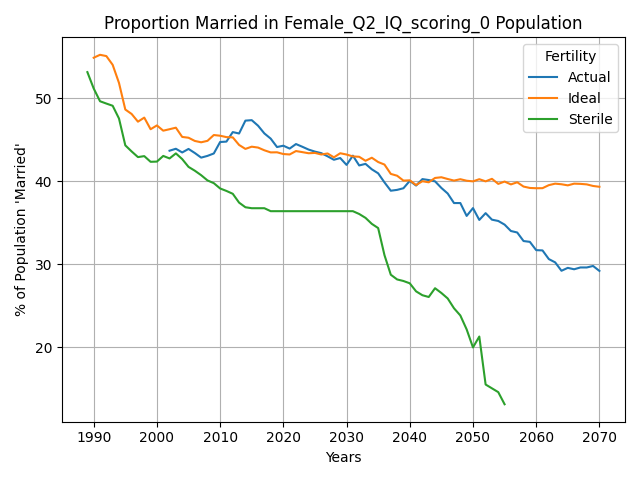 Proportion Married in Female_Q2_IQ_scoring_0 Population
Fertility
Actual
Ideal
Sterile
% of Population 'Married'
50
40
30
20
1990 2000 2010 2020 2030 2040 2050 2060 2070
Years